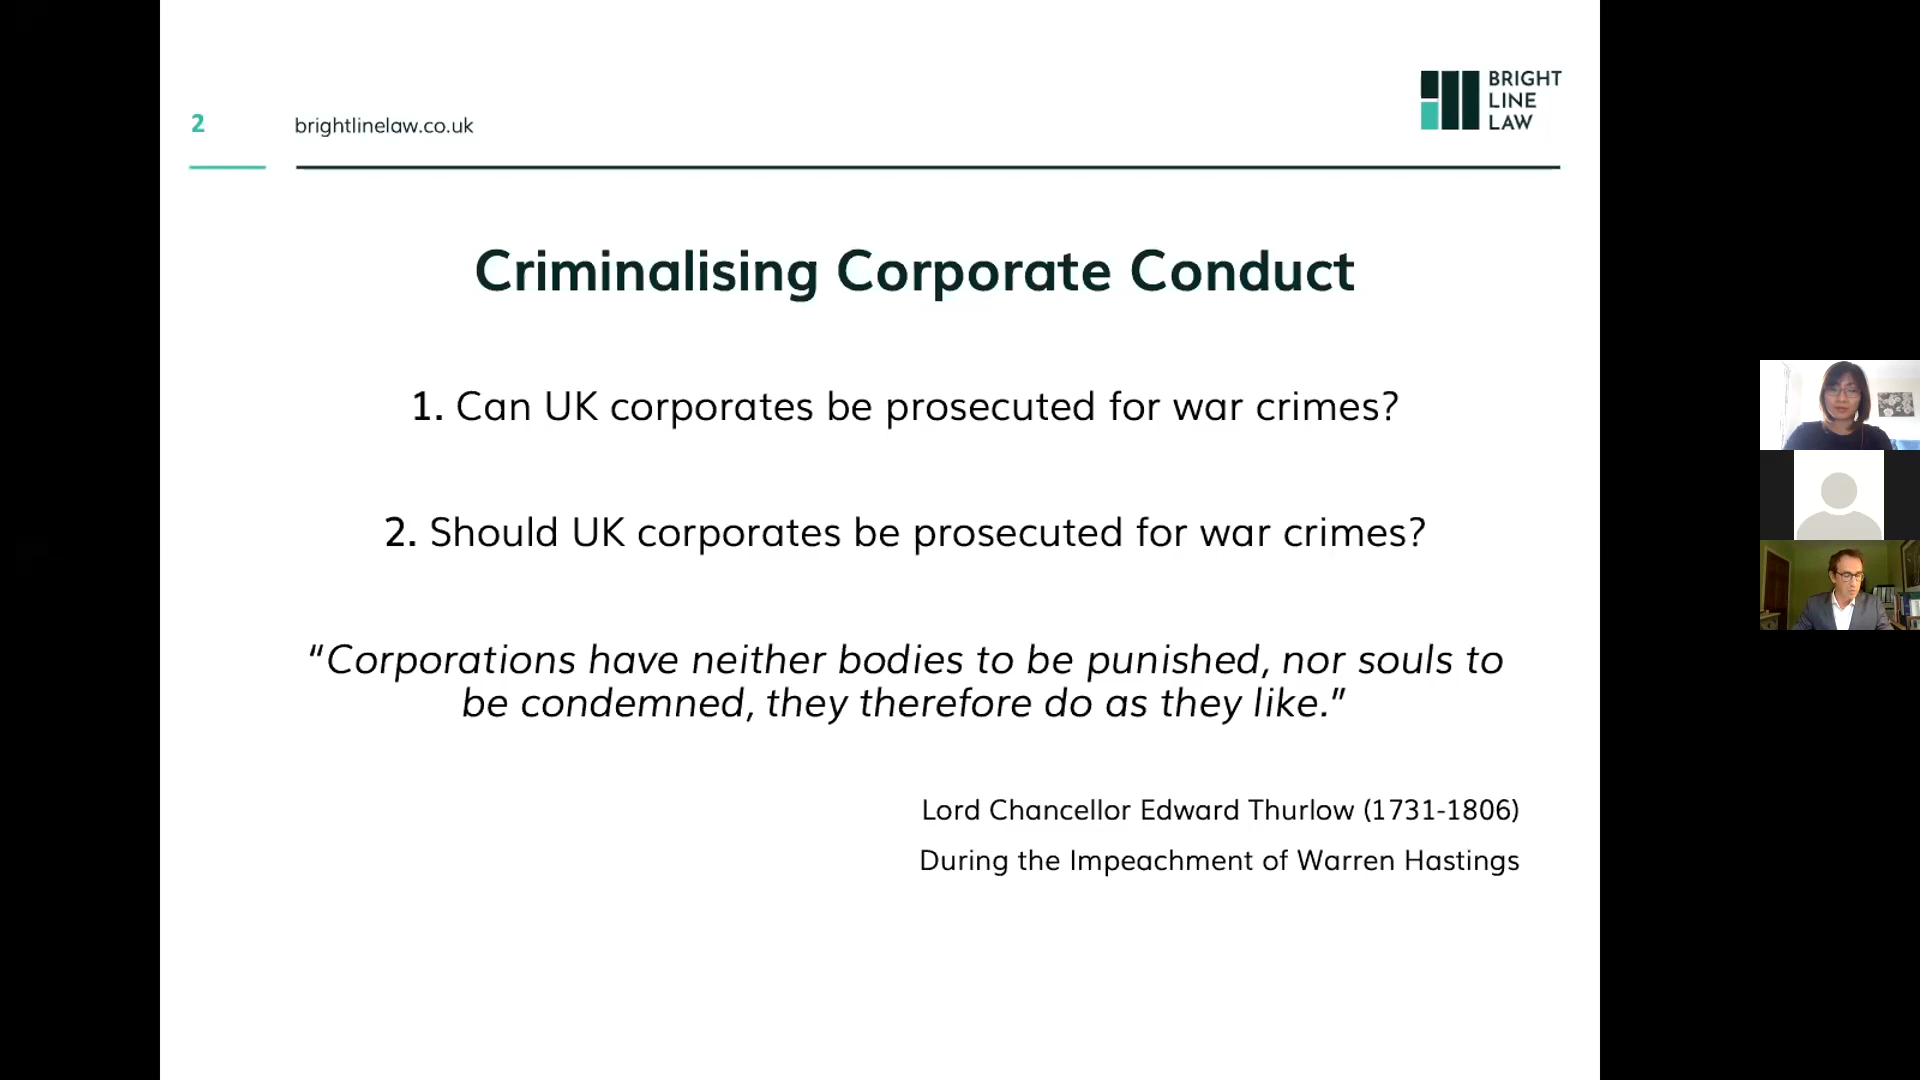 2
brightlinelaw.co.uk
BRIGHT
LINE
LAW
Criminalising Corporate Conduct
1. Can UK corporates be prosecuted for war crimes?
2. Should UK corporates be prosecuted for war crimes?
“Corporations have neither bodies to be punished, nor souls to
be condemned, they therefore do as they like.”
Lord Chancellor Edward Thurlow (1731-1806)
During the Impeachment of Warren Hastings